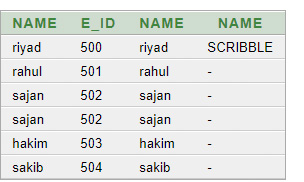 NAME E_ID NAME NAME
riyad 500 riyad SCRIBBLE
rahul 501 rahul -
sajan 502 sajan -
sajan 502 sajan -
hakim 503 hakim -
sakib 504 sakib -